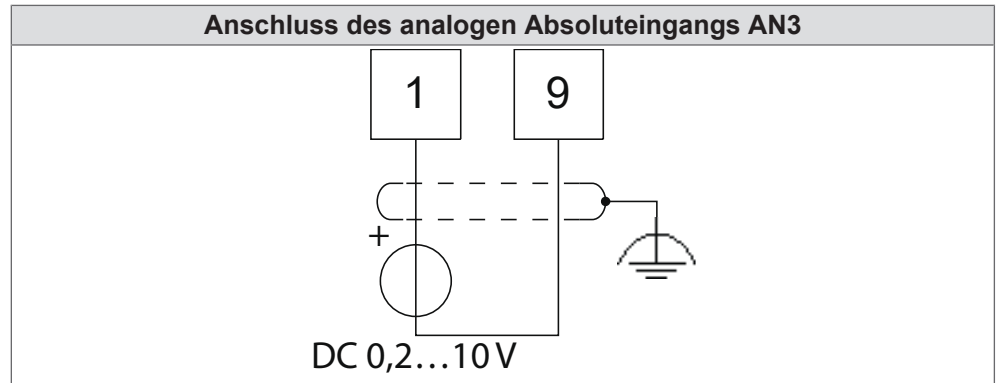 Anschluss des analogen Absoluteingangs AN3
1 9
+
DC 0,2…10 V